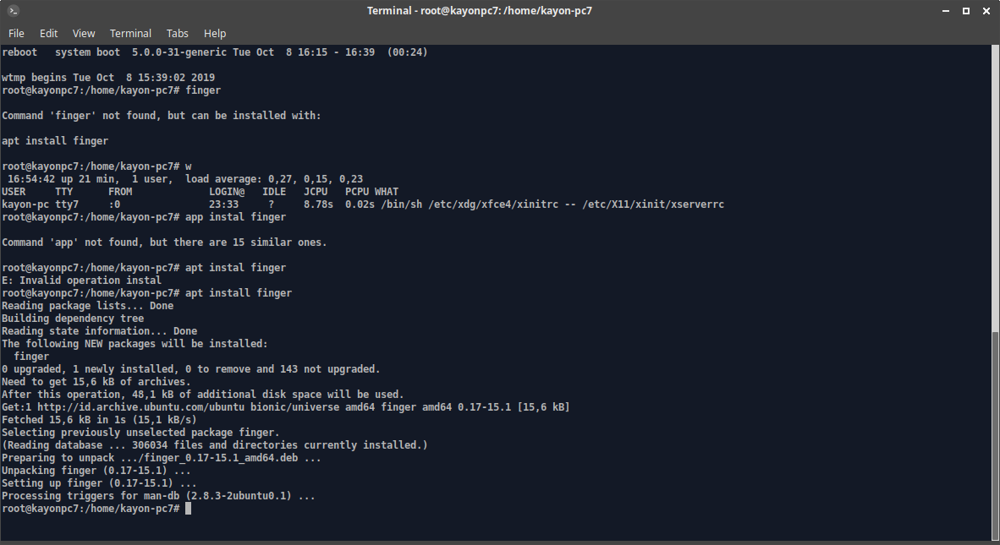 Terminal - root@kayonpc7: /home/kayon-pc7
File Edit View Terminal Tabs Help
reboot   system boot  5.0.0-31-generic Tue Oct  8 16:15 - 16:39  (00:24)
wtmp begins Tue Oct  8 15:39:02 2019
root@kayonpc7:/home/kayon-pc7# finger
Command 'finger' not found, but can be installed with:
apt install finger
root@kayonpc7:/home/kayon-pc7# w
 16:54:42 up 21 min,  1 user,  load average: 0,27, 0,15, 0,23
USER     TTY      FROM             LOGIN@   IDLE   JCPU   PCPU WHAT
kayon-pc tty7     :0               23:33    ?     8.78s  0.02s /bin/sh /etc/xdg/xfce4/xinitrc -- /etc/X11/xinit/xserverrc
root@kayonpc7:/home/kayon-pc7# app instal finger
Command 'app' not found, but there are 15 similar ones.
root@kayonpc7:/home/kayon-pc7# apt instal finger
E: Invalid operation instal
root@kayonpc7:/home/kayon-pc7# apt install finger
Reading package lists... Done
Building dependency tree
Reading state information... Done
The following NEW packages will be installed:
  finger
0 upgraded, 1 newly installed, 0 to remove and 143 not upgraded.
Need to get 15,6 kB of archives.
After this operation, 48,1 kB of additional disk space will be used.
Get:1 http://id.archive.ubuntu.com/ubuntu bionic/universe amd64 finger amd64 0.17-15.1 [15,6 kB]
Fetched 15,6 kB in 1s (15,1 kB/s)
Selecting previously unselected package finger.
(Reading database ... 306034 files and directories currently installed.)
Preparing to unpack .../finger_0.17-15.1_amd64.deb ...
Unpacking finger (0.17-15.1) ...
Setting up finger (0.17-15.1) ...
Processing triggers for man-db (2.8.3-2ubuntu0.1) ...
root@kayonpc7:/home/kayon-pc7#